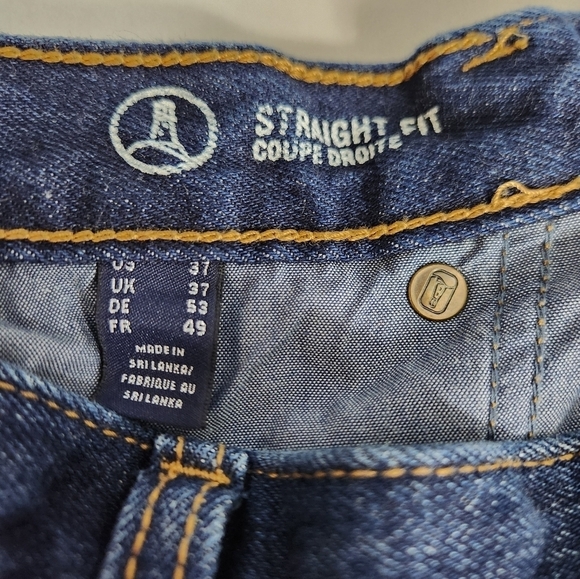 STRAIGHT FIT
COUPE DROITE
US 37
UK 37
DE 53
FR 49
MADE IN
SRI LANKA/
FABRIQUE AU
SRI LANKA